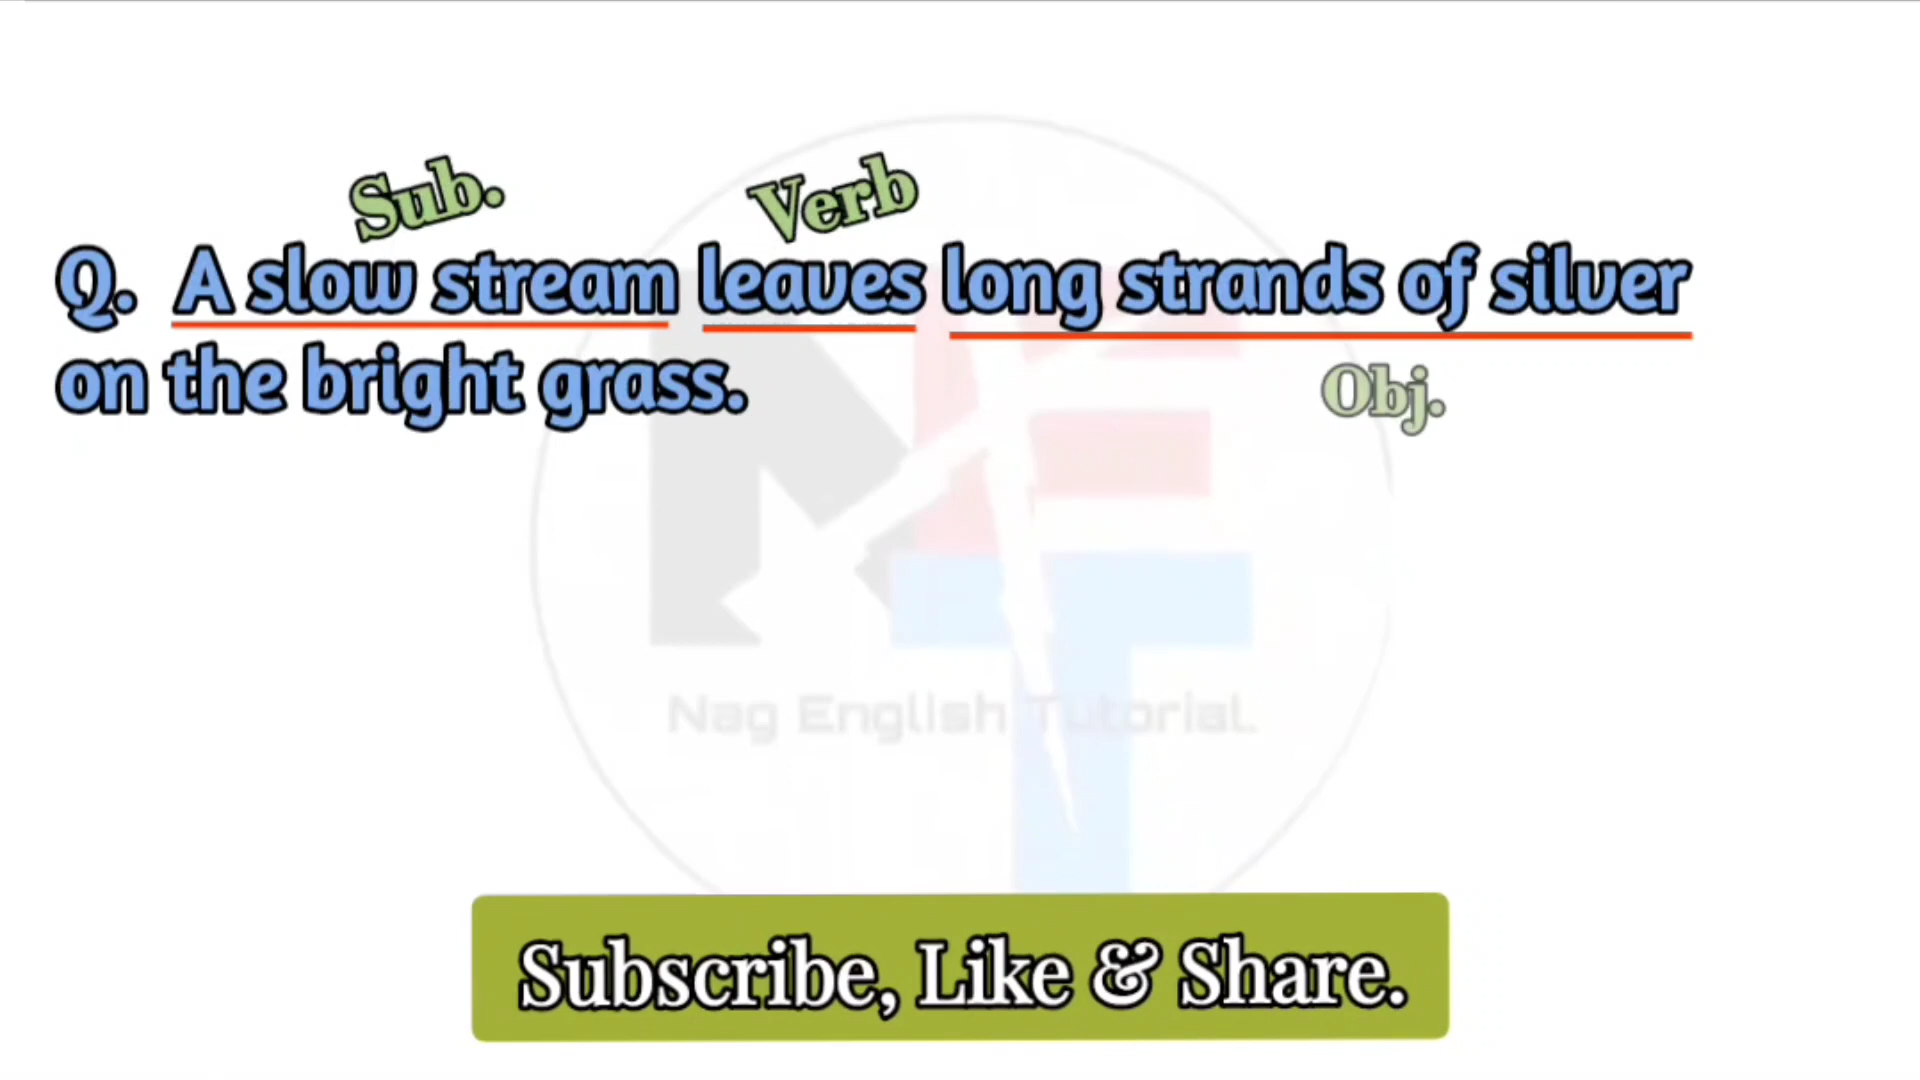 Sub. Verb
Q. A slow stream leaves long strands of silver
on the bright grass.
Obj.
Nag English Tutorial.
Subscribe, Like & Share.